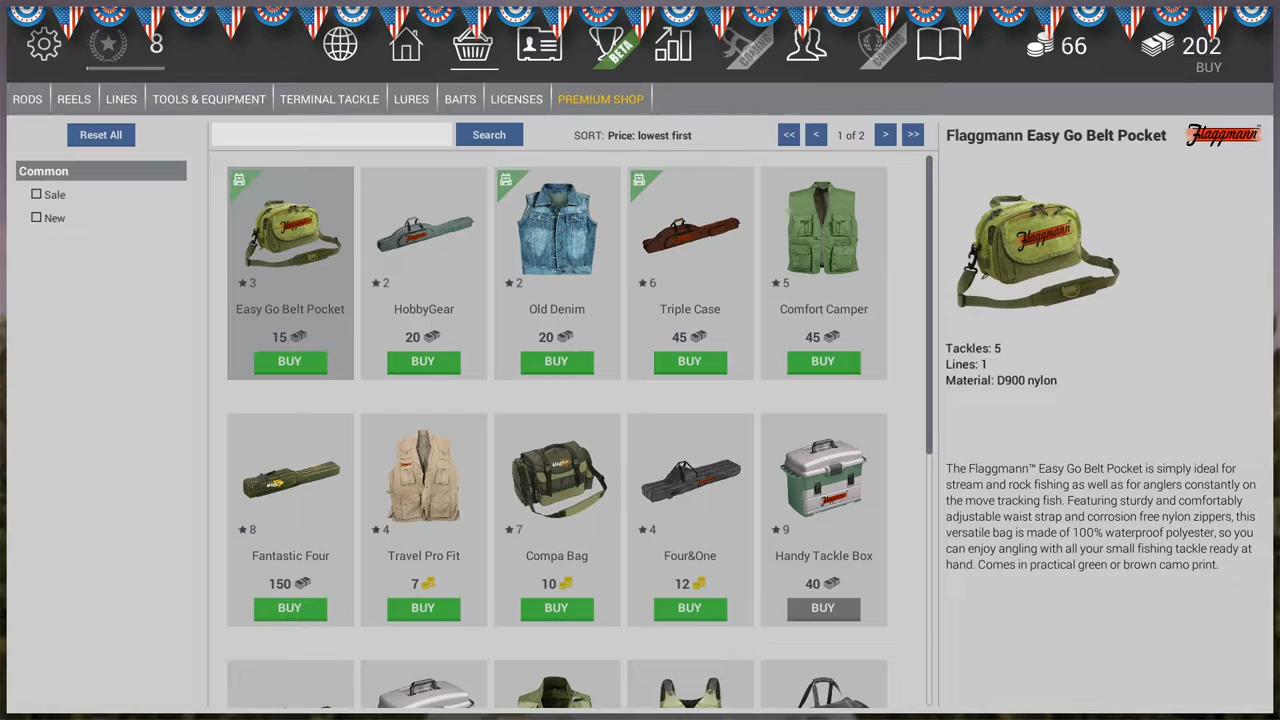 8
BETA
COMING
COMING
66
202
BUY
RODS REELS LINES TOOLS & EQUIPMENT TERMINAL TACKLE LURES BAITS LICENSES PREMIUM SHOP
Reset All
Search
SORT: Price: lowest first
<< < 1 of 2 > >>
Common
Sale
New
3
Easy Go Belt Pocket
15
BUY
2
HobbyGear
20
BUY
2
Old Denim
20
BUY
6
Triple Case
45
BUY
5
Comfort Camper
45
BUY
8
Fantastic Four
150
BUY
4
Travel Pro Fit
7
BUY
7
Compa Bag
10
BUY
4
Four&One
12
BUY
9
Handy Tackle Box
40
BUY
Flaggmann Easy Go Belt Pocket
Flaggmann
Flaggmann
Tackles: 5
Lines: 1
Material: D900 nylon
The Flaggmann™ Easy Go Belt Pocket is simply ideal for
stream and rock fishing as well as for anglers constantly on
the move tracking fish. Featuring sturdy and comfortably
adjustable waist strap and corrosion free nylon zippers, this
versatile bag is made of 100% waterproof polyester, so you
can enjoy angling with all your small fishing tackle ready at
hand. Comes in practical green or brown camo print.